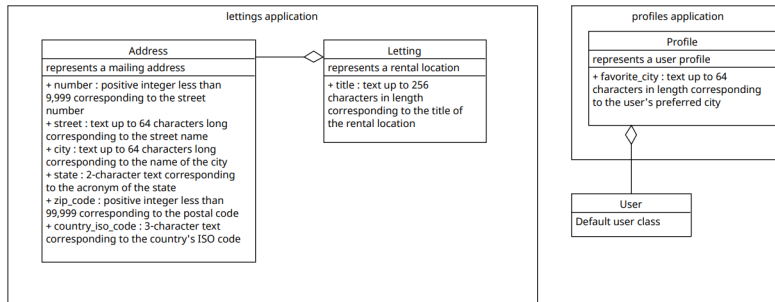 lettings application
Address
represents a mailing address
+ number : positive integer less than
9,999 corresponding to the street
number
+ street : text up to 64 characters long
corresponding to the street name
+ city : text up to 64 characters long
corresponding to the name of the city
+ state : 2-character text corresponding
to the acronym of the state
+ zip_code : positive integer less than
99,999 corresponding to the postal code
+ country_iso_code : 3-character text
corresponding to the country's ISO code
Letting
represents a rental location
+ title : text up to 256
characters in length
corresponding to the title of
the rental location
profiles application
Profile
represents a user profile
+ favorite_city : text up to 64
characters in length corresponding
to the user's preferred city
User
Default user class